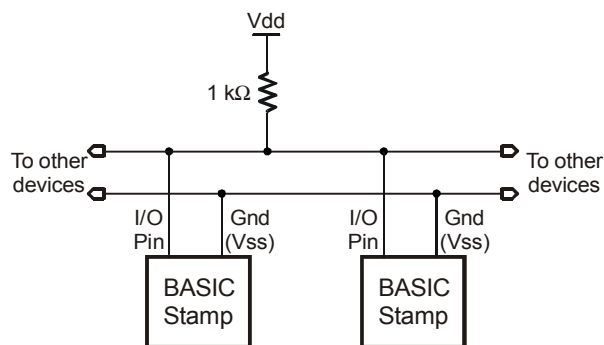 Vdd
1 kΩ
To other
devices
To other
devices
I/O
Pin
Gnd
(Vss)
I/O
Pin
Gnd
(Vss)
BASIC
Stamp
BASIC
Stamp